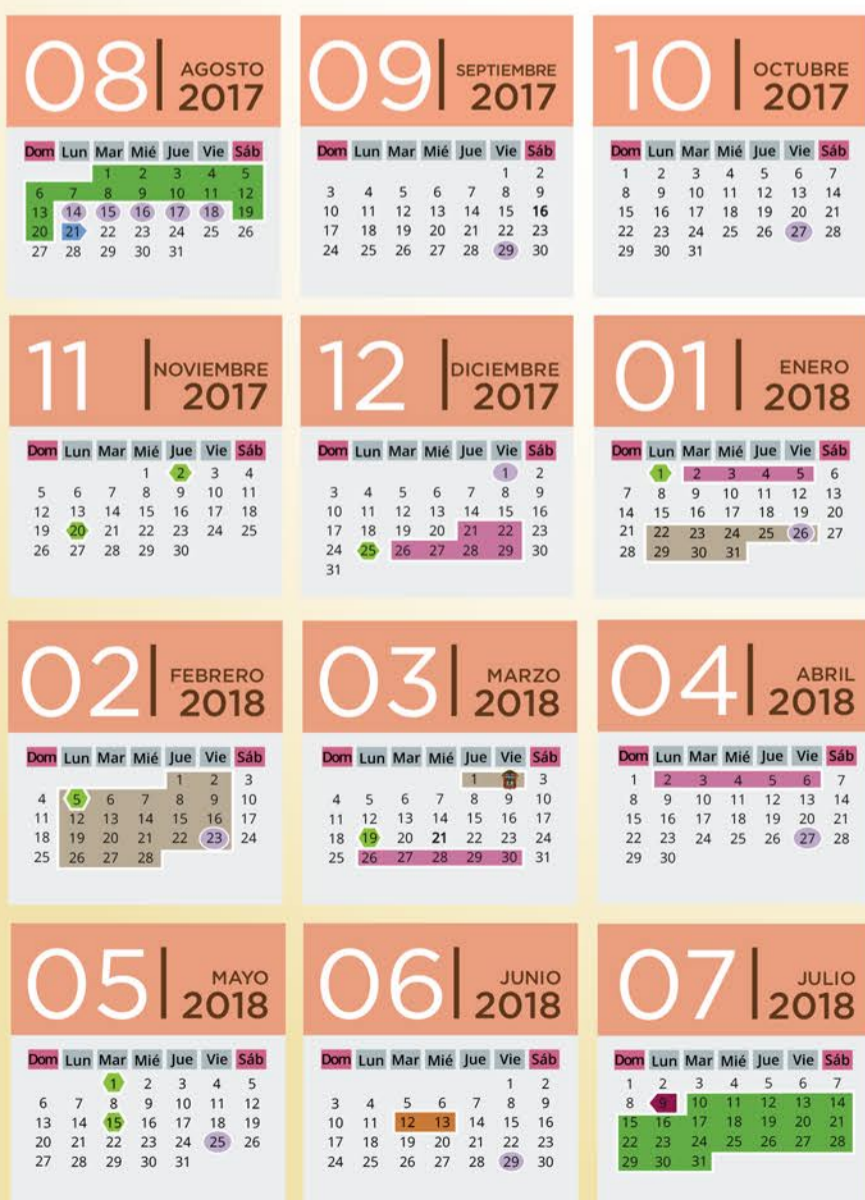 08 AGOSTO
2017
Dom Lun Mar Mié Jue Vie Sáb
1 2 3 4 5
6 7 8 9 10 11 12
13 14 15 16 17 18 19
20 21 22 23 24 25 26
27 28 29 30 31
09 SEPTIEMBRE
2017
Dom Lun Mar Mié Jue Vie Sáb
1 2
3 4 5 6 7 8 9
10 11 12 13 14 15 16
17 18 19 20 21 22 23
24 25 26 27 28 29 30
10 OCTUBRE
2017
Dom Lun Mar Mié Jue Vie Sáb
1 2 3 4 5 6 7
8 9 10 11 12 13 14
15 16 17 18 19 20 21
22 23 24 25 26 27 28
29 30 31
11 NOVIEMBRE
2017
Dom Lun Mar Mié Jue Vie Sáb
1 2 3 4
5 6 7 8 9 10 11
12 13 14 15 16 17 18
19 20 21 22 23 24 25
26 27 28 29 30
12 DICIEMBRE
2017
Dom Lun Mar Mié Jue Vie Sáb
1 2
3 4 5 6 7 8 9
10 11 12 13 14 15 16
17 18 19 20 21 22 23
24 25 26 27 28 29 30
31
01 ENERO
2018
Dom Lun Mar Mié Jue Vie Sáb
1 2 3 4 5 6
7 8 9 10 11 12 13
14 15 16 17 18 19 20
21 22 23 24 25 26 27
28 29 30 31
02 FEBRERO
2018
Dom Lun Mar Mié Jue Vie Sáb
1 2 3
4 5 6 7 8 9 10
11 12 13 14 15 16 17
18 19 20 21 22 23 24
25 26 27 28
03 MARZO
2018
Dom Lun Mar Mié Jue Vie Sáb
1 3
4 5 6 7 8 9 10
11 12 13 14 15 16 17
18 19 20 21 22 23 24
25 26 27 28 29 30 31
04 ABRIL
2018
Dom Lun Mar Mié Jue Vie Sáb
1 2 3 4 5 6 7
8 9 10 11 12 13 14
15 16 17 18 19 20 21
22 23 24 25 26 27 28
29 30
05 MAYO
2018
Dom Lun Mar Mié Jue Vie Sáb
1 2 3 4 5
6 7 8 9 10 11 12
13 14 15 16 17 18 19
20 21 22 23 24 25 26
27 28 29 30 31
06 JUNIO
2018
Dom Lun Mar Mié Jue Vie Sáb
1 2
3 4 5 6 7 8 9
10 11 12 13 14 15 16
17 18 19 20 21 22 23
24 25 26 27 28 29 30
07 JULIO
2018
Dom Lun Mar Mié Jue Vie Sáb
1 2 3 4 5 6 7
8 9 10 11 12 13 14
15 16 17 18 19 20 21
22 23 24 25 26 27 28
29 30 31